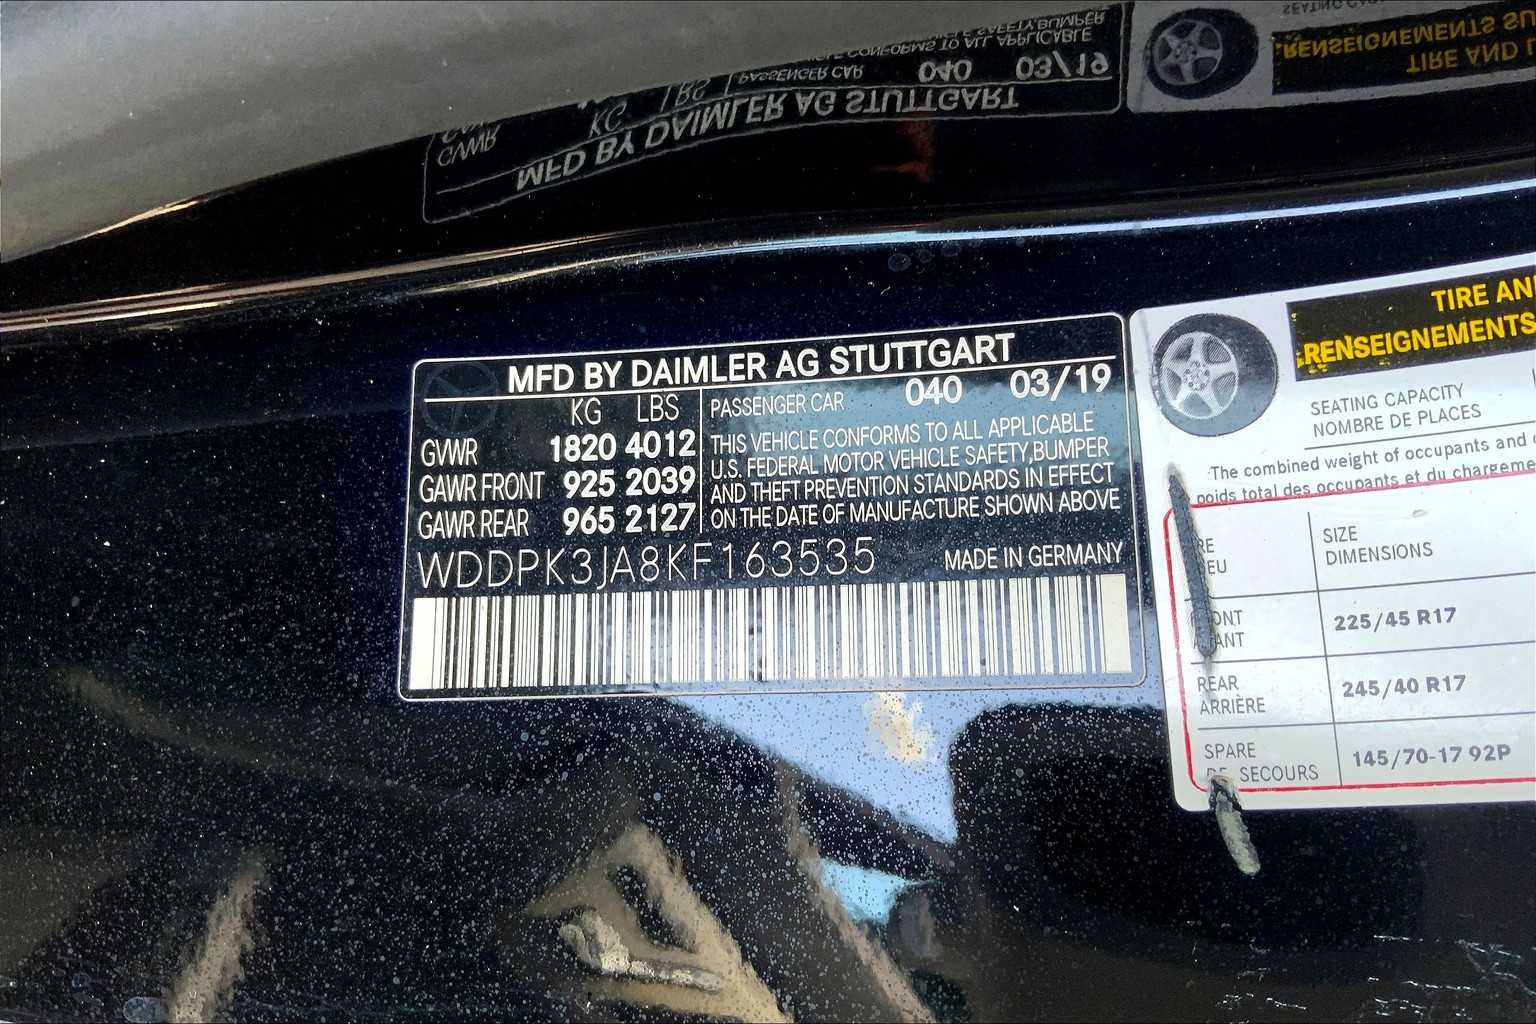 MFD BY DAIMLER AG STUTTGART
KG LBS
GVWR 1820 4012
GAWR FRONT 925 2039
GAWR REAR 965 2127
PASSENGER CAR 040 03/19
THIS VEHICLE CONFORMS TO ALL APPLICABLE
U.S. FEDERAL MOTOR VEHICLE SAFETY,BUMPER
AND THEFT PREVENTION STANDARDS IN EFFECT
ON THE DATE OF MANUFACTURE SHOWN ABOVE
WDDPK3JA8KF163535 MADE IN GERMANY
TIRE AN
RENSEIGNEMENTS
SEATING CAPACITY
NOMBRE DE PLACES
The combined weight of occupants and
poids total des occupants et du chargeme
SIZE
DIMENSIONS
225/45 R17
REAR
ARRIÈRE
245/40 R17
SPARE
DE SECOURS
145/70-17 92P